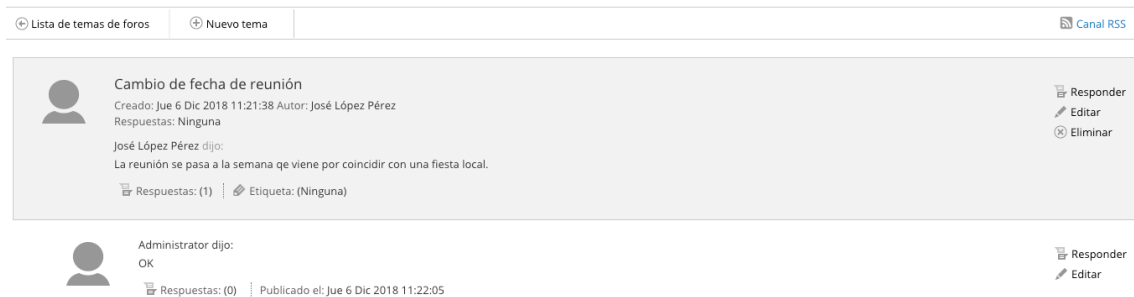 Lista de temas de foros
Nuevo tema
Canal RSS
Cambio de fecha de reunión
Creado: Jue 6 Dic 2018 11:21:38 Autor: José López Pérez
Respuestas: Ninguna
José López Pérez dijo:
La reunión se pasa a la semana qe viene por coincidir con una fiesta local.
Respuestas: (1) Etiqueta: (Ninguna)
Responder
Editar
Eliminar
Administrator dijo:
OK
Respuestas: (0) Publicado el: Jue 6 Dic 2018 11:22:05
Responder
Editar